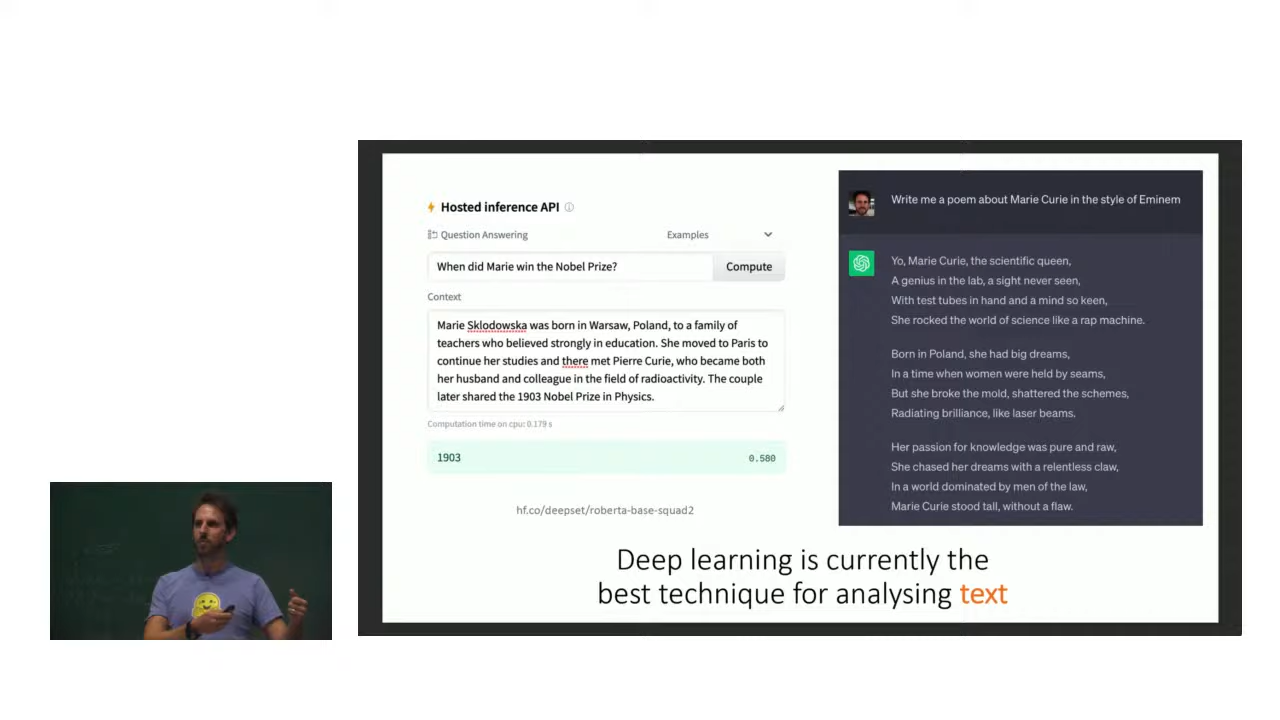 Hosted inference API
Question Answering
Examples
When did Marie win the Nobel Prize?
Compute
Context
Marie Sklodowska was born in Warsaw, Poland, to a family of
teachers who believed strongly in education. She moved to Paris to
continue her studies and there met Pierre Curie, who became both
her husband and colleague in the field of radioactivity. The couple
later shared the 1903 Nobel Prize in Physics.
Computation time on cpu: 0.179 s
1903
0.580
hf.co/deepset/roberta-base-squad2
Write me a poem about Marie Curie in the style of Eminem
Yo, Marie Curie, the scientific queen,
A genius in the lab, a sight never seen,
With test tubes in hand and a mind so keen,
She rocked the world of science like a rap machine.
Born in Poland, she had big dreams,
In a time when women were held by seams,
But she broke the mold, shattered the schemes,
Radiating brilliance, like laser beams.
Her passion for knowledge was pure and raw,
She chased her dreams with a relentless claw,
In a world dominated by men of the law,
Marie Curie stood tall, without a flaw.
Deep learning is currently the
best technique for analysing text